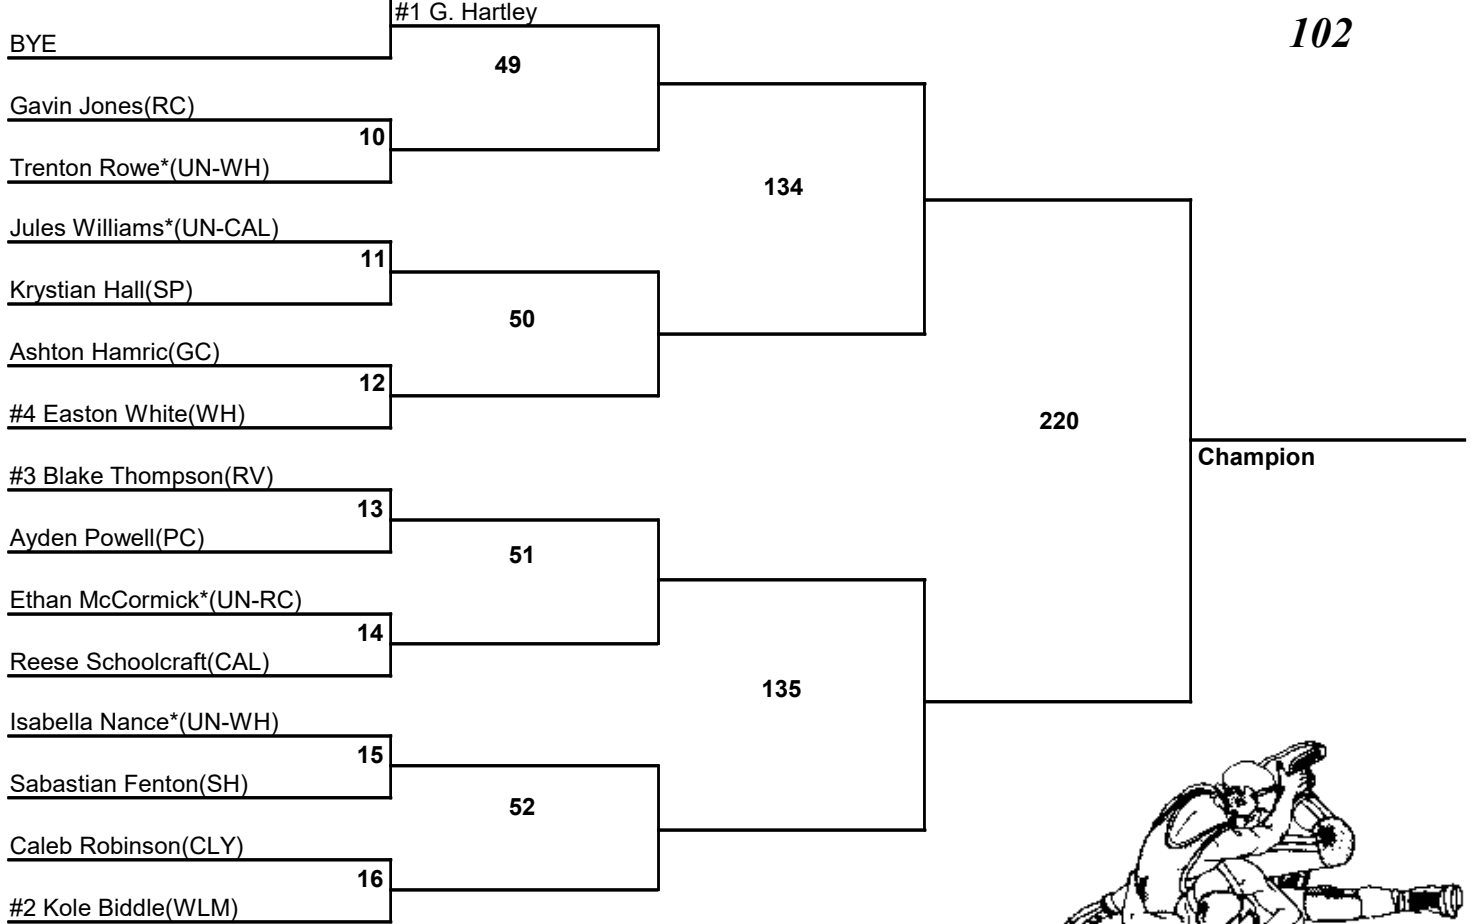 #1 G. Hartley
102
BYE
49
Gavin Jones(RC)
10
Trenton Rowe*(UN-WH)
134
Jules Williams*(UN-CAL)
11
Krystian Hall(SP)
50
Ashton Hamric(GC)
12
#4 Easton White(WH)
220
Champion
#3 Blake Thompson(RV)
13
Ayden Powell(PC)
51
Ethan McCormick*(UN-RC)
14
Reese Schoolcraft(CAL)
135
Isabella Nance*(UN-WH)
15
Sabastian Fenton(SH)
52
Caleb Robinson(CLY)
16
#2 Kole Biddle(WLM)